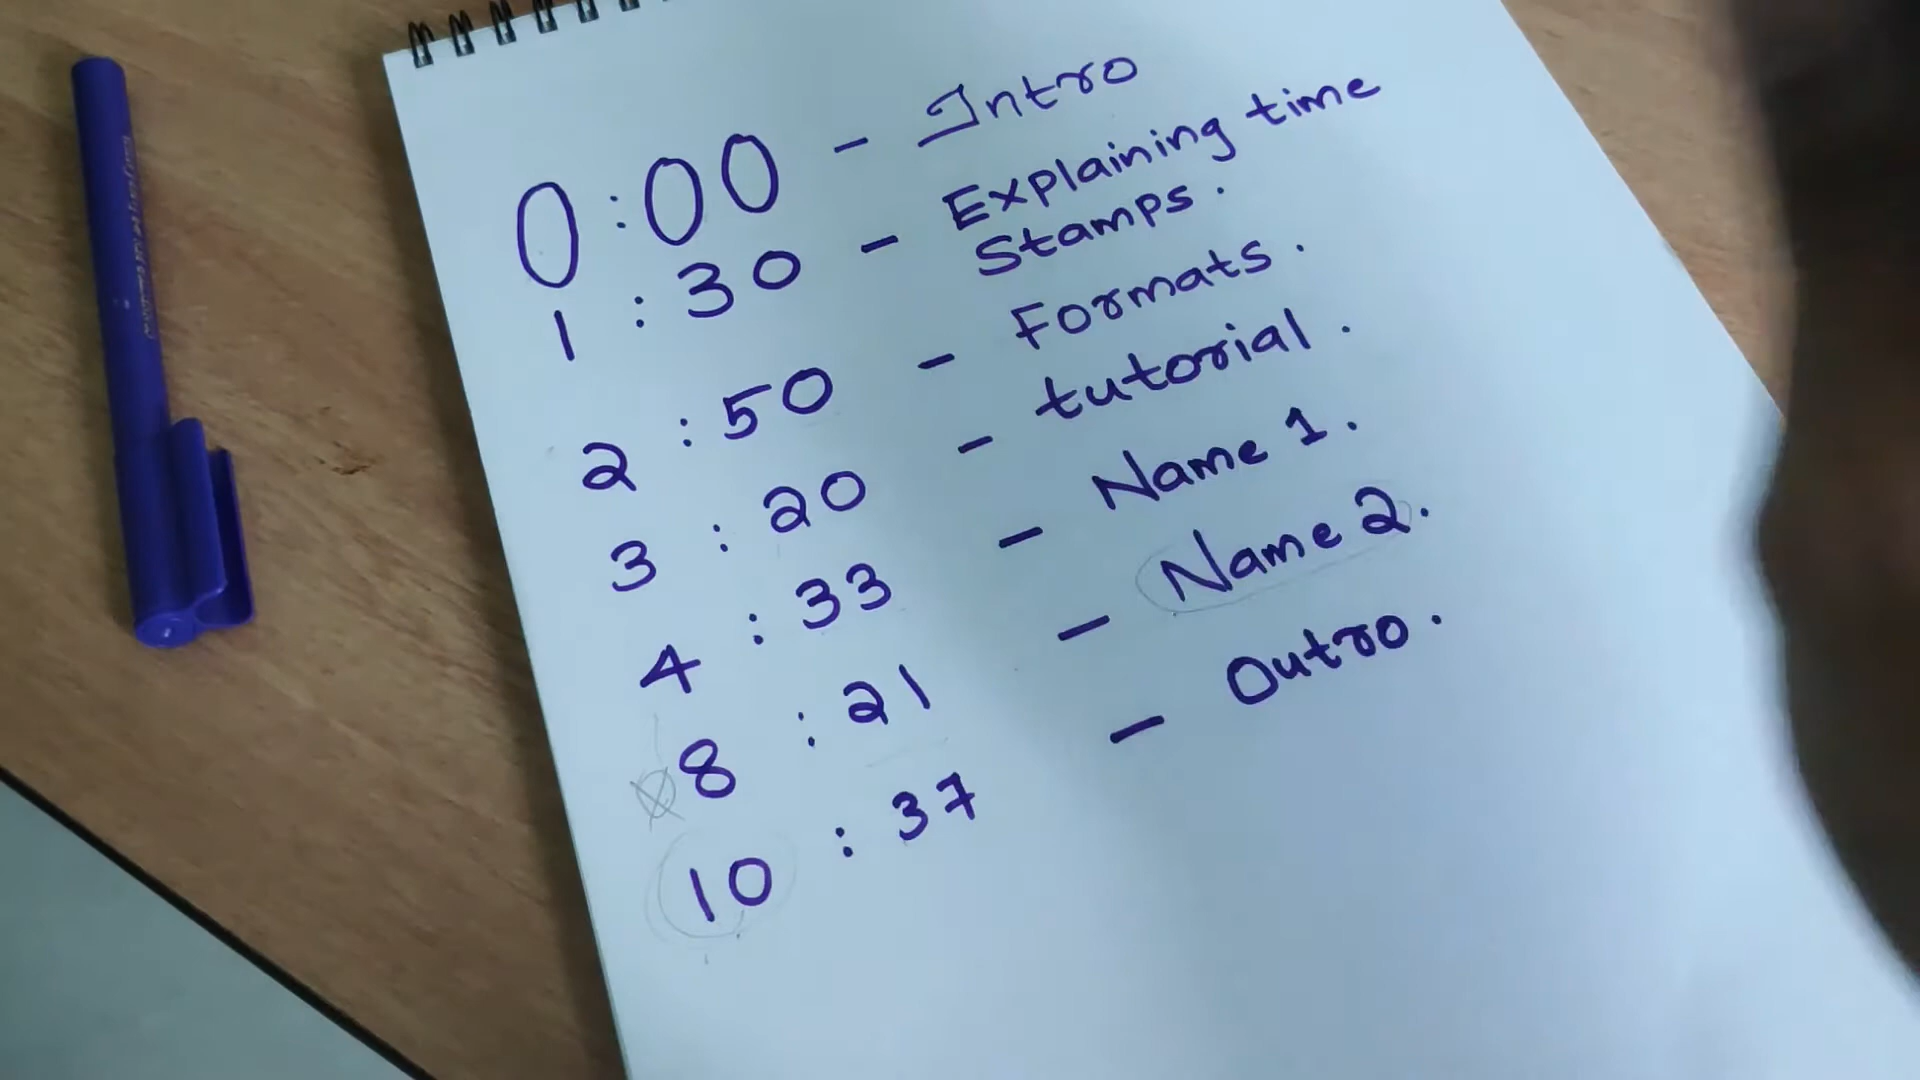 0:00 - Intro
1:30 - Explaining time
Stamps.
2:50 - Formats.
3:20 - tutorial.
4:33 - Name 1.
8:21 - Name 2.
10:37 - Outro.